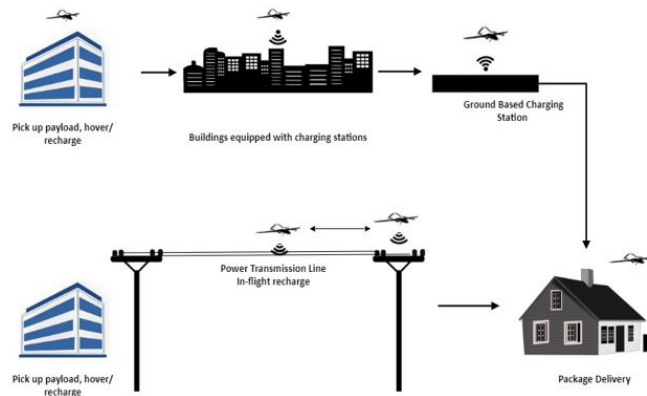 Pick up payload, hover/
recharge
Buildings equipped with charging stations
Ground Based Charging
Station
Power Transmission Line
In-flight recharge
Pick up payload, hover/
recharge
Package Delivery